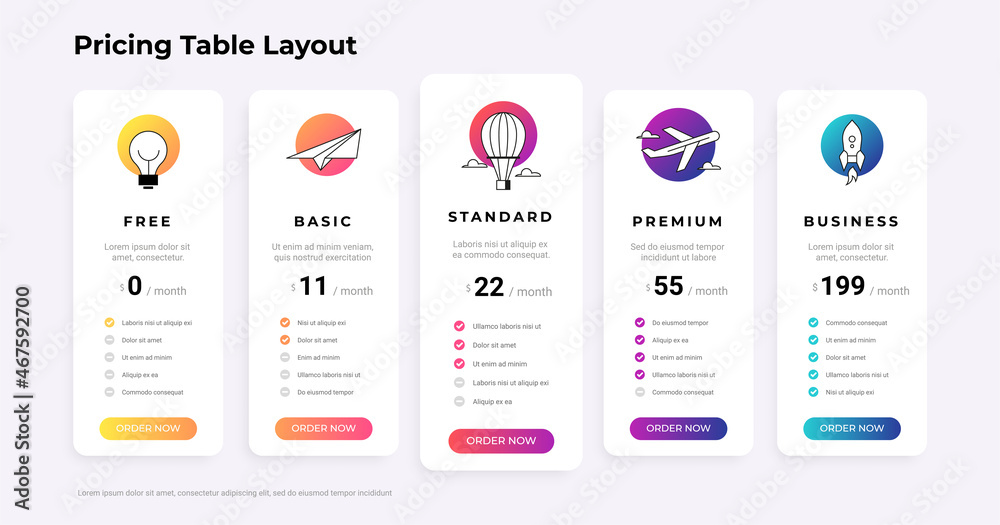 Pricing Table Layout
FREE
Lorem ipsum dolor sit
amet, consectetur.
$ 0 / month
Laboris nisi ut aliquip exi
Dolor sit amet
Ut enim ad minim
Aliquip ex ea
Commodo consequat
ORDER NOW
BASIC
Ut enim ad minim veniam,
quis nostrud exercitation
$ 11 / month
Nisi ut aliquip exi
Dolor sit amet
Enim ad minim
Ullamco laboris nisi ut
Do eiusmod tempor
ORDER NOW
STANDARD
Laboris nisi ut aliquip ex
ea commodo consequat.
$ 22 / month
Ullamco laboris nisi ut
Dolor sit amet
Ut enim ad minim
Laboris nisi ut aliquip exi
Aliquip ex ea
ORDER NOW
PREMIUM
Sed do eiusmod tempor
incididunt ut labore
$ 55 / month
Do eiusmod tempor
Aliquip ex ea
Ut enim ad minim
Ullamco laboris nisi ut
Commodo consequat
ORDER NOW
BUSINESS
Lorem ipsum dolor sit
amet, consectetur.
$ 199 / month
Commodo consequat
Ut enim ad minim
Dolor sit amet
Ullamco laboris nisi ut
Nisi ut aliquip exi
ORDER NOW
Lorem ipsum dolor sit amet, consectetur adipiscing elit, sed do eiusmod tempor incididunt
Adobe Stock | #467592700